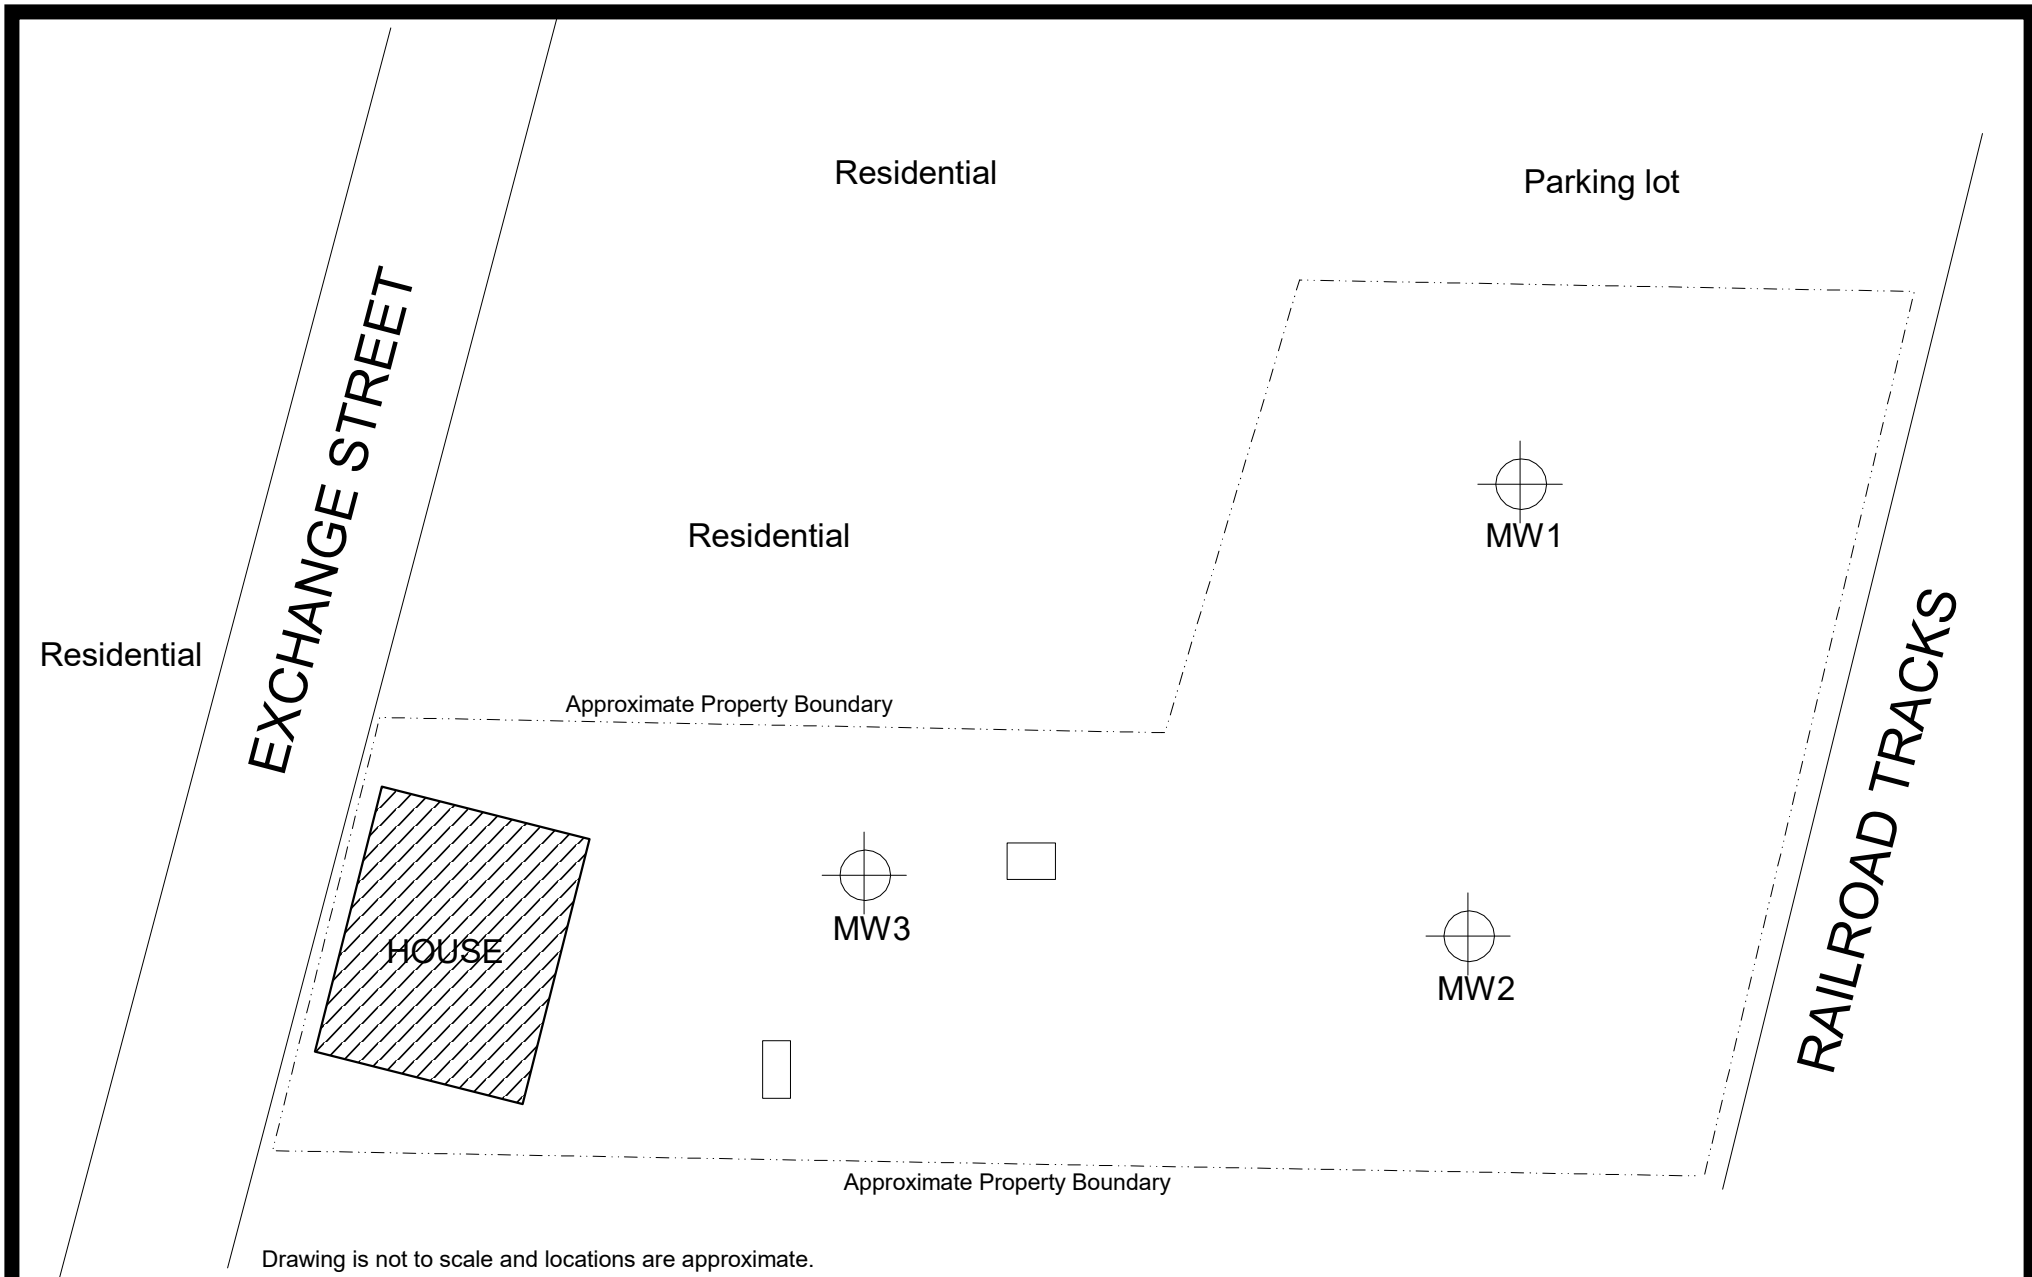 Residential
Parking lot
EXCHANGE STREET
Residential
MW1
Residential
RAILROAD TRACKS
Approximate Property Boundary
HOUSE
MW3
MW2
Approximate Property Boundary
Drawing is not to scale and locations are approximate.